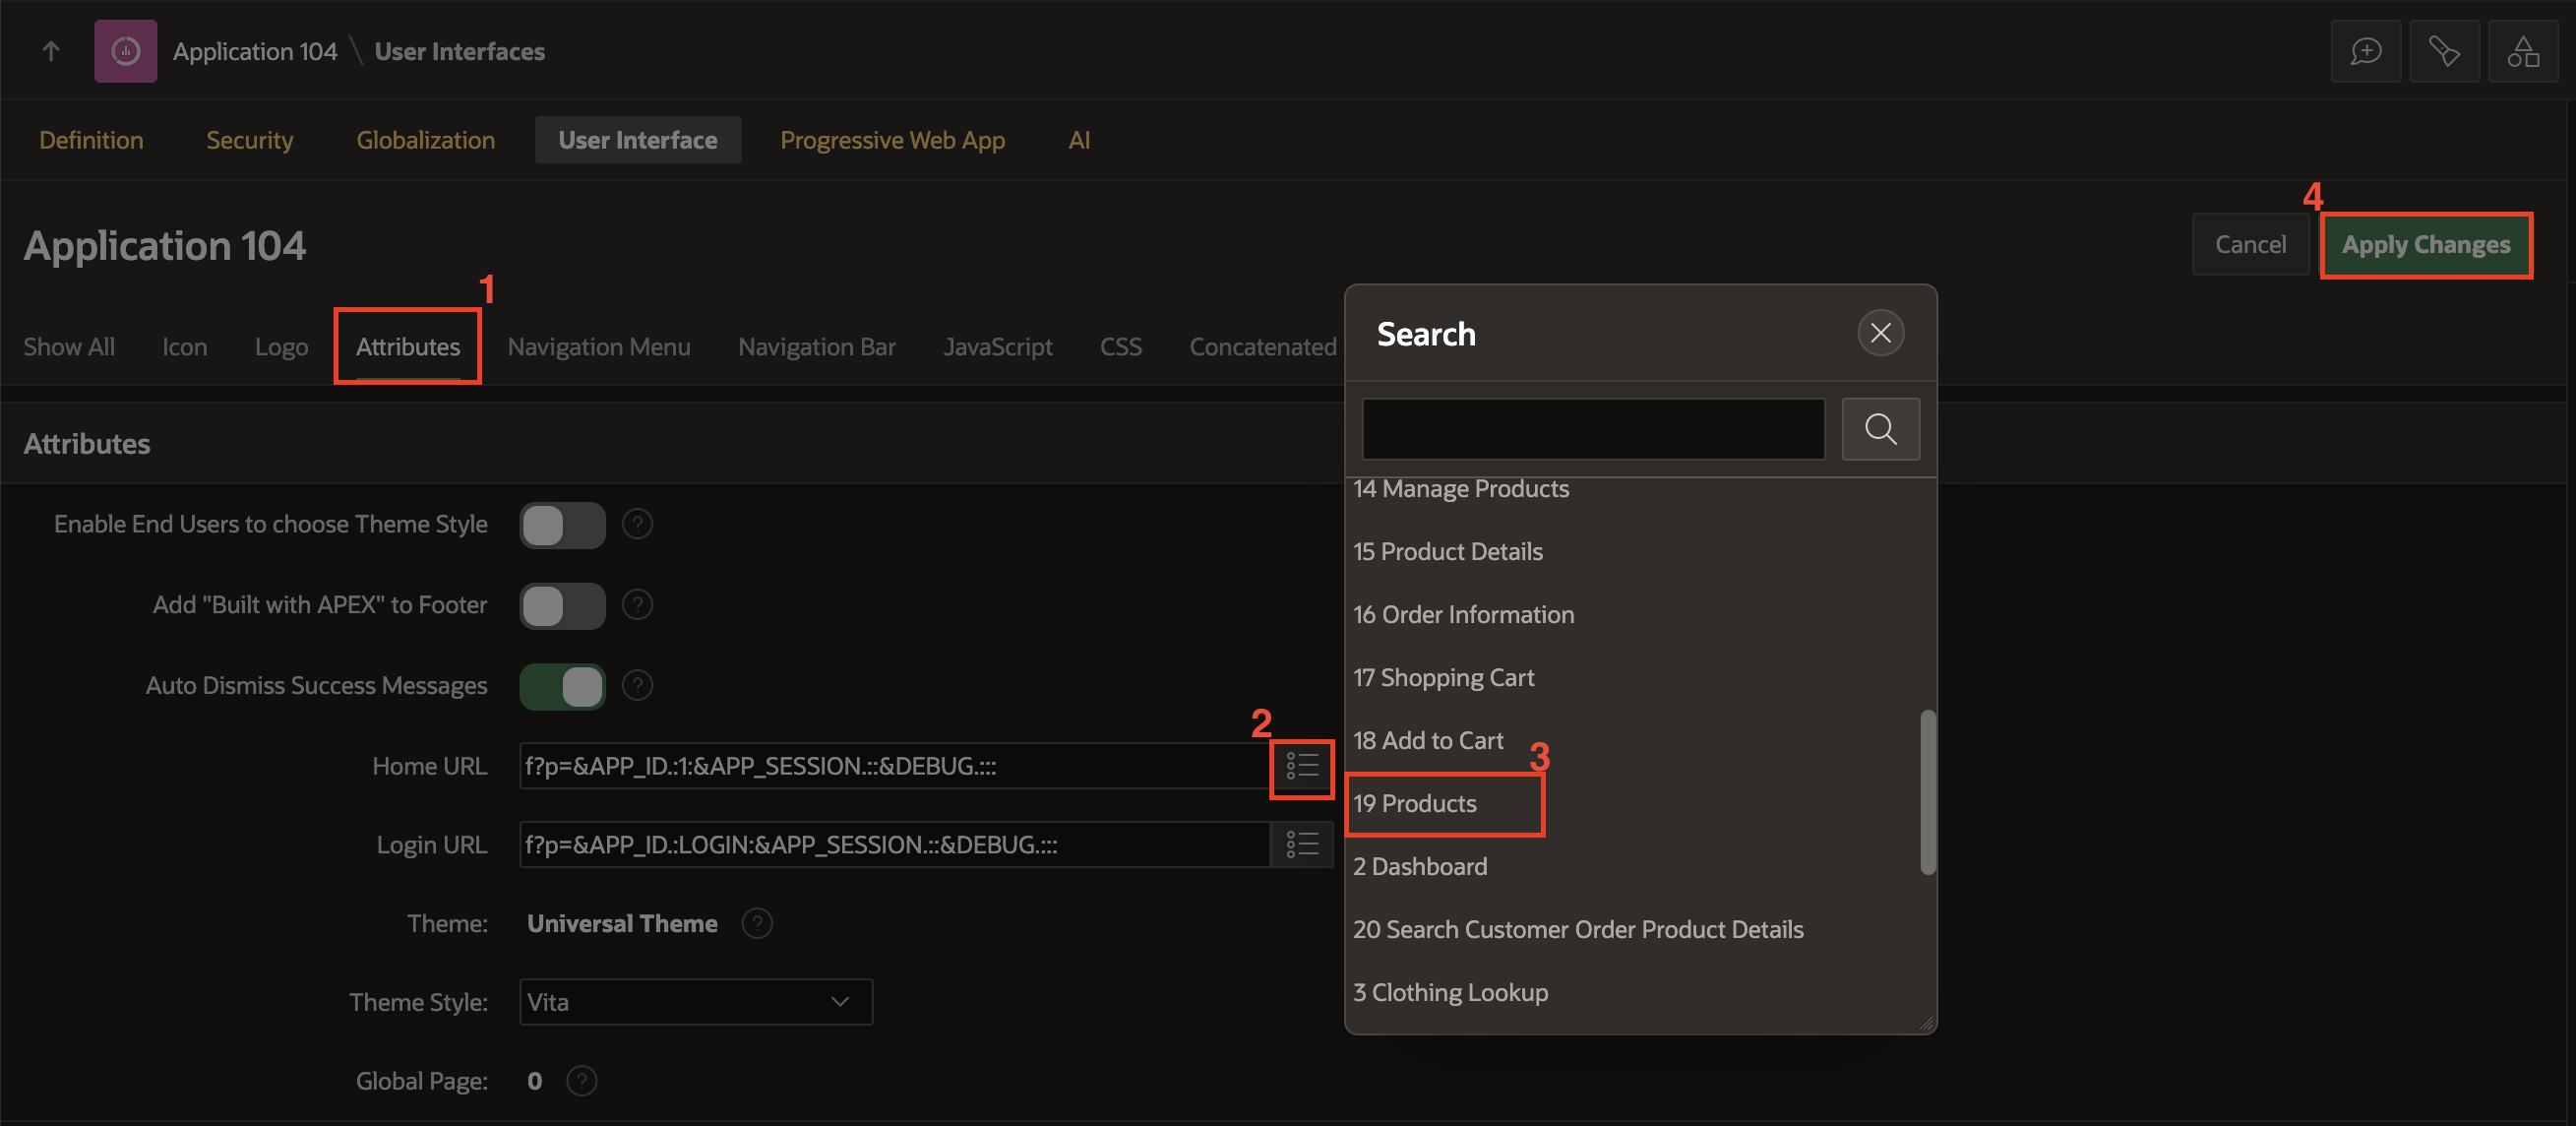 Application 104 \ User Interfaces
Definition Security Globalization User Interface Progressive Web App AI
4
Application 104
Cancel Apply Changes
1
Show All Icon Logo Attributes Navigation Menu Navigation Bar JavaScript CSS Concatenated
Attributes
Enable End Users to choose Theme Style ?
Add "Built with APEX" to Footer ?
Auto Dismiss Success Messages ?
2
Home URL f?p=&APP_ID.:1:&APP_SESSION.::&DEBUG.:::
Login URL f?p=&APP_ID.:LOGIN:&APP_SESSION.::&DEBUG.:::
Theme: Universal Theme ?
Theme Style: Vita
Global Page: 0 ?
Search
14 Manage Products
15 Product Details
16 Order Information
17 Shopping Cart
18 Add to Cart
3
19 Products
2 Dashboard
20 Search Customer Order Product Details
3 Clothing Lookup